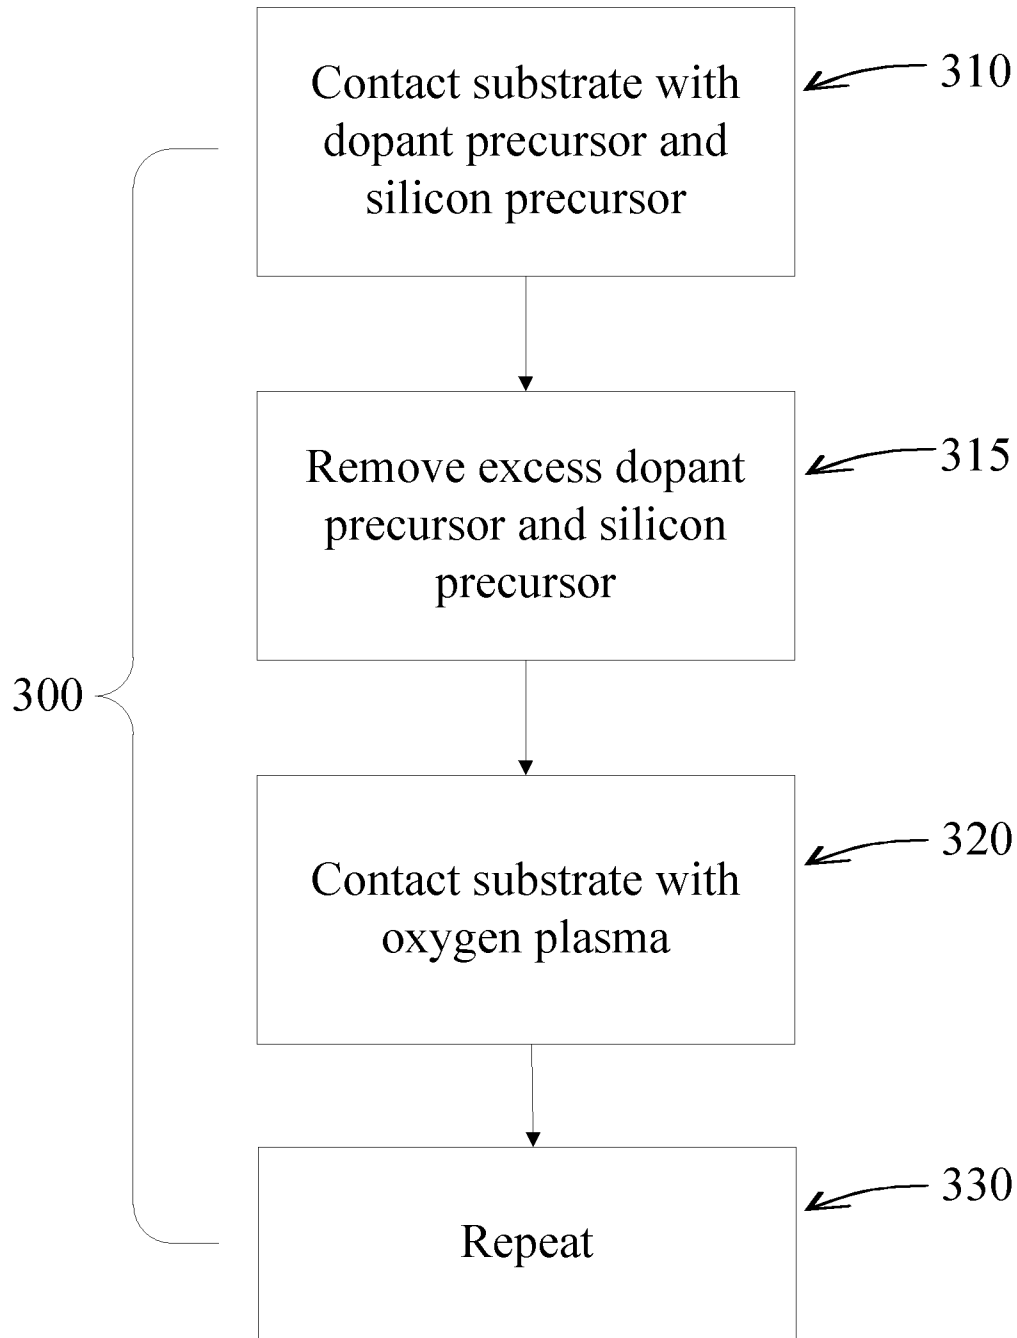 Contact substrate with
dopant precursor and
silicon precursor
310
Remove excess dopant
precursor and silicon
precursor
315
300
Contact substrate with
oxygen plasma
320
Repeat
330